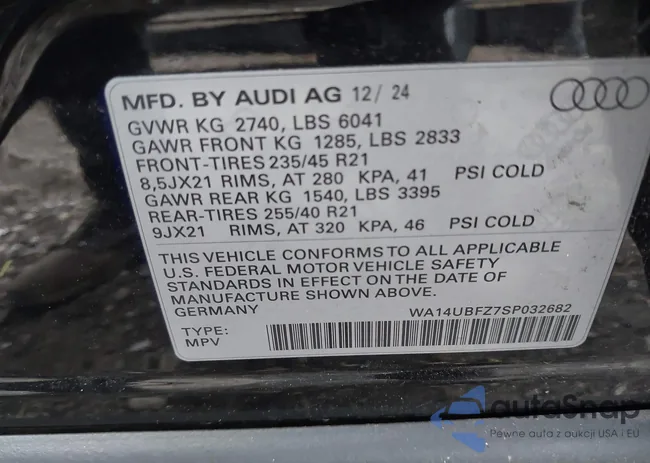 MFD. BY AUDI AG 12/ 24
GVWR KG 2740, LBS 6041
GAWR FRONT KG 1285, LBS 2833
FRONT-TIRES 235/45 R21
8,5JX21 RIMS, AT 280 KPA, 41 PSI COLD
GAWR REAR KG 1540, LBS 3395
REAR-TIRES 255/40 R21
9JX21 RIMS, AT 320 KPA, 46 PSI COLD
THIS VEHICLE CONFORMS TO ALL APPLICABLE
U.S. FEDERAL MOTOR VEHICLE SAFETY
STANDARDS IN EFFECT ON THE DATE OF
MANUFACTURE SHOWN ABOVE.
GERMANY WA14UBFZ7SP032682
TYPE:
MPV
autoSnap
Pewne auta z aukcji USA i EU